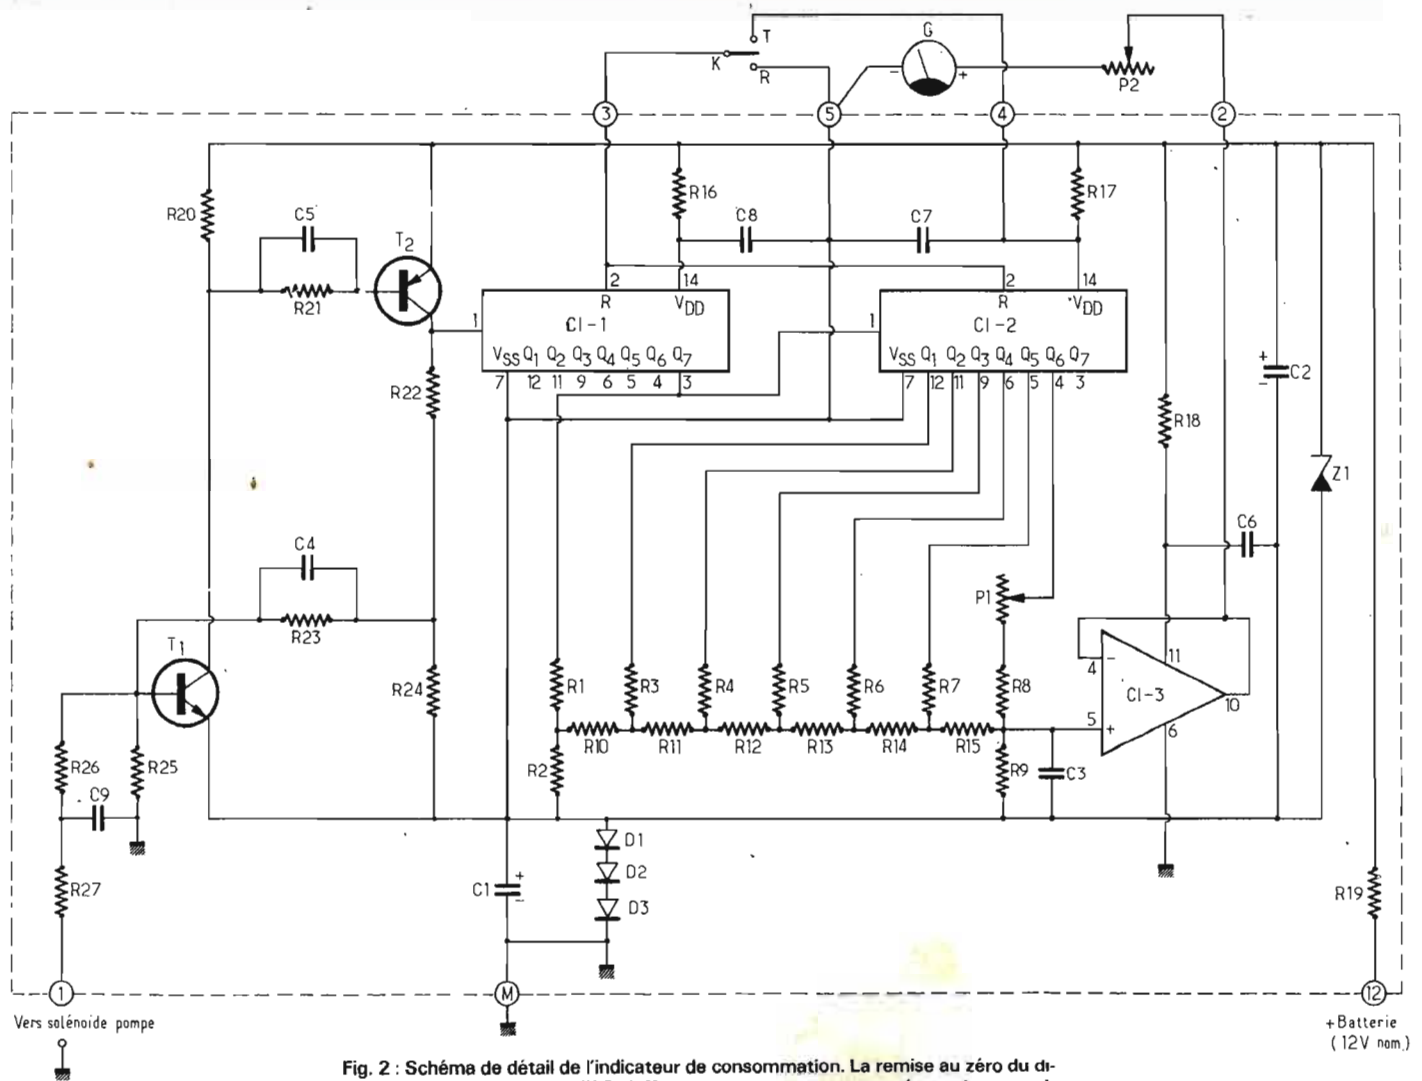 T
K
R
G
-
+
P2
3
5
4
2
R20
C5
T2
R21
R16
C8
C7
R17
2
14
R
VDD
1
CI-1
VSS Q1 Q2 Q3 Q4 Q5 Q6 Q7
7 12 11 9 6 5 4 3
2
14
R
VDD
1
CI-2
VSS Q1 Q2 Q3 Q4 Q5 Q6 Q7
7 12 11 9 6 5 4 3
R22
+
-
C2
R18
Z1
C4
R23
C6
P1
T1
R24
R1
R3
R4
R5
R6
R7
R8
4
-
11
CI-3
10
5
+
6
R10
R11
R12
R13
R14
R15
R26
R25
C9
R2
R9
C3
R27
C1
+
-
D1
D2
D3
R19
1
M
12
Vers solénoïde pompe
+Batterie
(12V nom.)
Fig. 2 : Schéma de détail de l'indicateur de consommation. La remise au zéro du di-